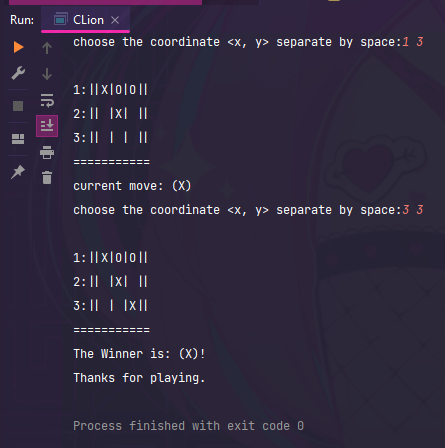 Run: CLion
choose the coordinate <x, y> separate by space:1 3
1:||X|O|O||
2:|| |X| ||
3:|| | | ||
===========
current move: (X)
choose the coordinate <x, y> separate by space:3 3
1:||X|O|O||
2:|| |X| ||
3:|| | |X||
===========
The Winner is: (X)!
Thanks for playing.
Process finished with exit code 0